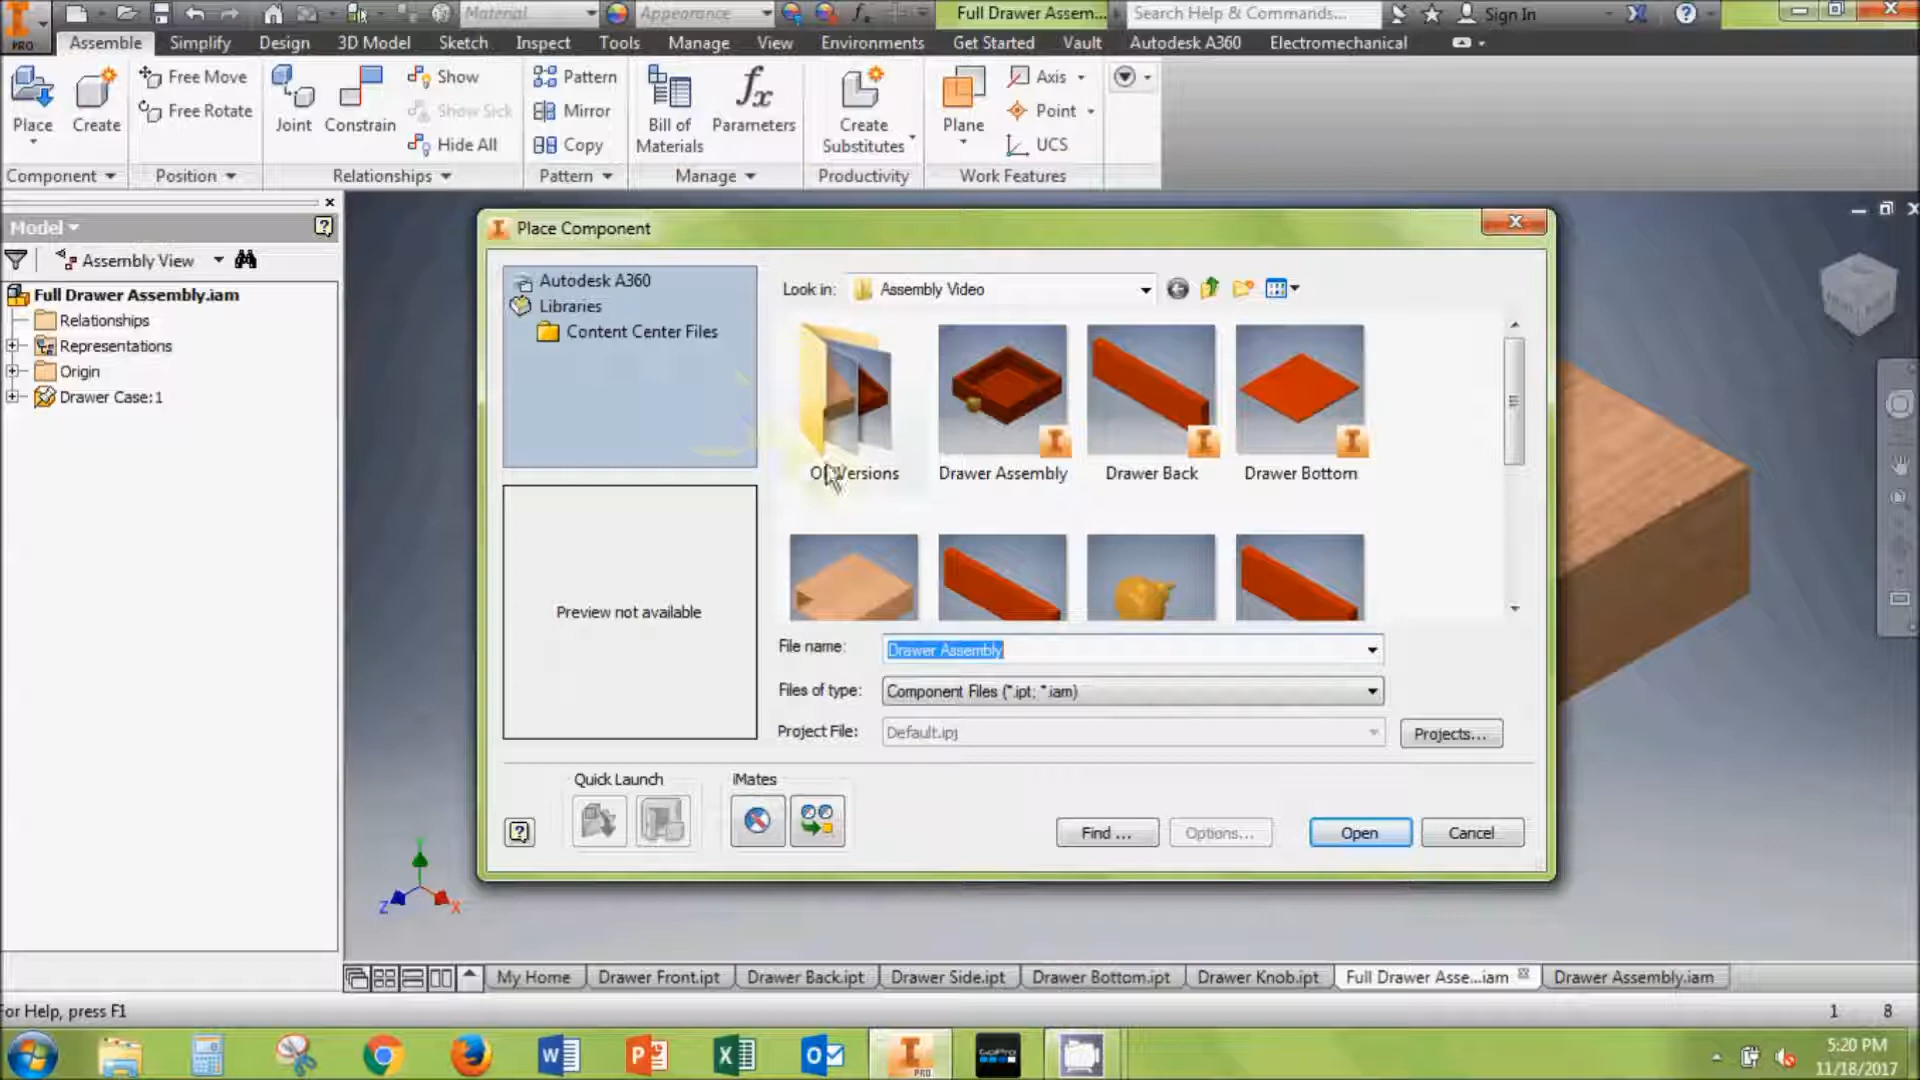 Material
Appearance
Full Drawer Assem...
Search Help & Commands...
Sign In
PRO
Assemble
Simplify
Design
3D Model
Sketch
Inspect
Tools
Manage
View
Environments
Get Started
Vault
Autodesk A360
Electromechanical
Place
Create
Free Move
Free Rotate
Joint
Constrain
Show
Show Sick
Hide All
Pattern
Mirror
Copy
Bill of
Materials
Parameters
Create
Substitutes
Plane
Axis
Point
UCS
Component
Position
Relationships
Pattern
Manage
Productivity
Work Features
Model
Assembly View
Full Drawer Assembly.iam
Relationships
Representations
Origin
Drawer Case:1
Place Component
Autodesk A360
Libraries
Content Center Files
Preview not available
Look in:
Assembly Video
Versions
Drawer Assembly
Drawer Back
Drawer Bottom
File name:
Drawer Assembly
Files of type:
Component Files (*.ipt; *.iam)
Project File:
Default.ipj
Projects...
Quick Launch
iMates
Find ...
Options...
Open
Cancel
Y
Z
X
My Home
Drawer Front.ipt
Drawer Back.ipt
Drawer Side.ipt
Drawer Bottom.ipt
Drawer Knob.ipt
Full Drawer Asse...iam
Drawer Assembly.iam
For Help, press F1
1
8
PRO
GoPro
5:20 PM
11/18/2017